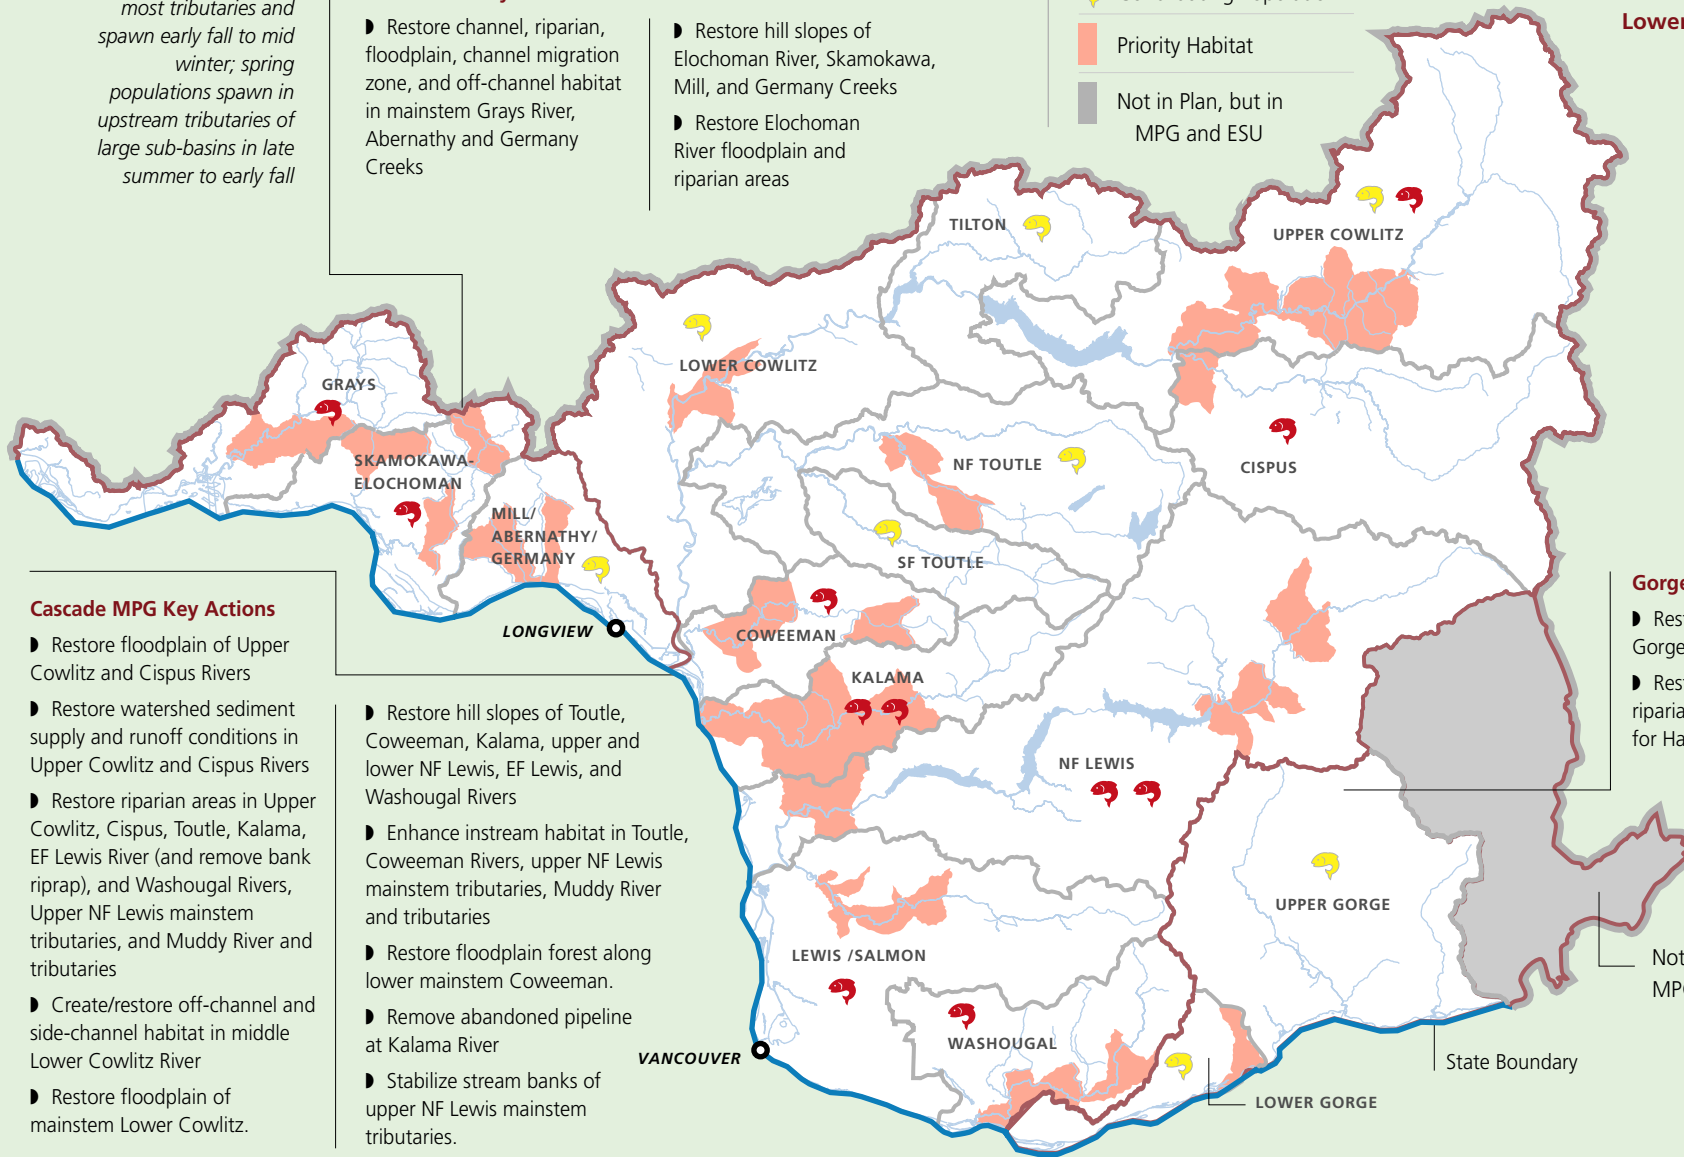 most tributaries and
spawn early fall to mid
winter; spring
populations spawn in
upstream tributaries of
large sub-basins in late
summer to early fall
◗ Restore channel, riparian,
floodplain, channel migration
zone, and off-channel habitat
in mainstem Grays River,
Abernathy and Germany
Creeks
◗ Restore hill slopes of
Elochoman River, Skamokawa,
Mill, and Germany Creeks
◗ Restore Elochoman
River floodplain and
riparian areas
Priority Habitat
Not in Plan, but in
MPG and ESU
Lower
TILTON
UPPER COWLITZ
LOWER COWLITZ
GRAYS
SKAMOKAWA-
ELOCHOMAN
NF TOUTLE
CISPUS
MILL/
ABERNATHY/
GERMANY
SF TOUTLE
LONGVIEW
COWEEMAN
KALAMA
NF LEWIS
UPPER GORGE
LEWIS /SALMON
WASHOUGAL
VANCOUVER
LOWER GORGE
State Boundary
Cascade MPG Key Actions
◗ Restore floodplain of Upper
Cowlitz and Cispus Rivers
◗ Restore watershed sediment
supply and runoff conditions in
Upper Cowlitz and Cispus Rivers
◗ Restore riparian areas in Upper
Cowlitz, Cispus, Toutle, Kalama,
EF Lewis River (and remove bank
riprap), and Washougal Rivers,
Upper NF Lewis mainstem
tributaries, and Muddy River and
tributaries
◗ Create/restore off-channel and
side-channel habitat in middle
Lower Cowlitz River
◗ Restore floodplain of
mainstem Lower Cowlitz.
◗ Restore hill slopes of Toutle,
Coweeman, Kalama, upper and
lower NF Lewis, EF Lewis, and
Washougal Rivers
◗ Enhance instream habitat in Toutle,
Coweeman Rivers, upper NF Lewis
mainstem tributaries, Muddy River
and tributaries
◗ Restore floodplain forest along
lower mainstem Coweeman.
◗ Remove abandoned pipeline
at Kalama River
◗ Stabilize stream banks of
upper NF Lewis mainstem
tributaries.
Gorge
◗ Res
Gorge
◗ Res
riparia
for Ha
Not
MP